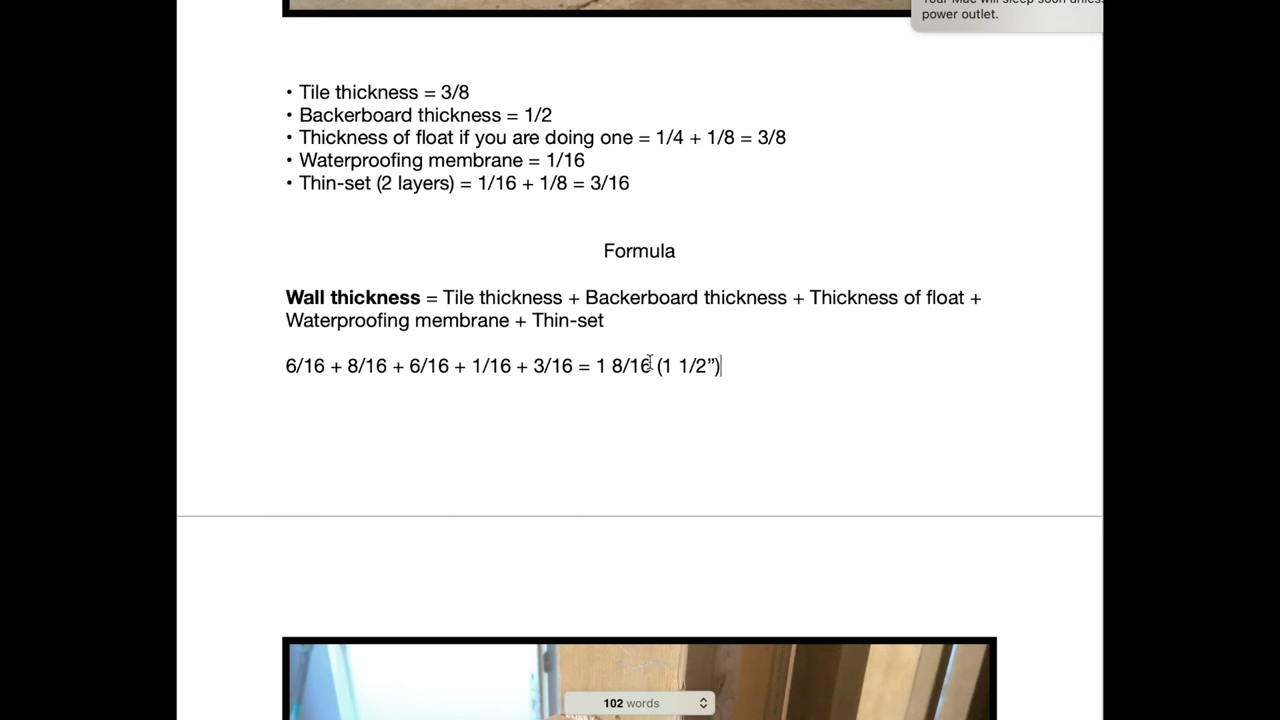 power outlet.
• Tile thickness = 3/8
• Backerboard thickness = 1/2
• Thickness of float if you are doing one = 1/4 + 1/8 = 3/8
• Waterproofing membrane = 1/16
• Thin-set (2 layers) = 1/16 + 1/8 = 3/16
Formula
Wall thickness = Tile thickness + Backerboard thickness + Thickness of float +
Waterproofing membrane + Thin-set
6/16 + 8/16 + 6/16 + 1/16 + 3/16 = 1 8/16 (1 1/2”)
102 words